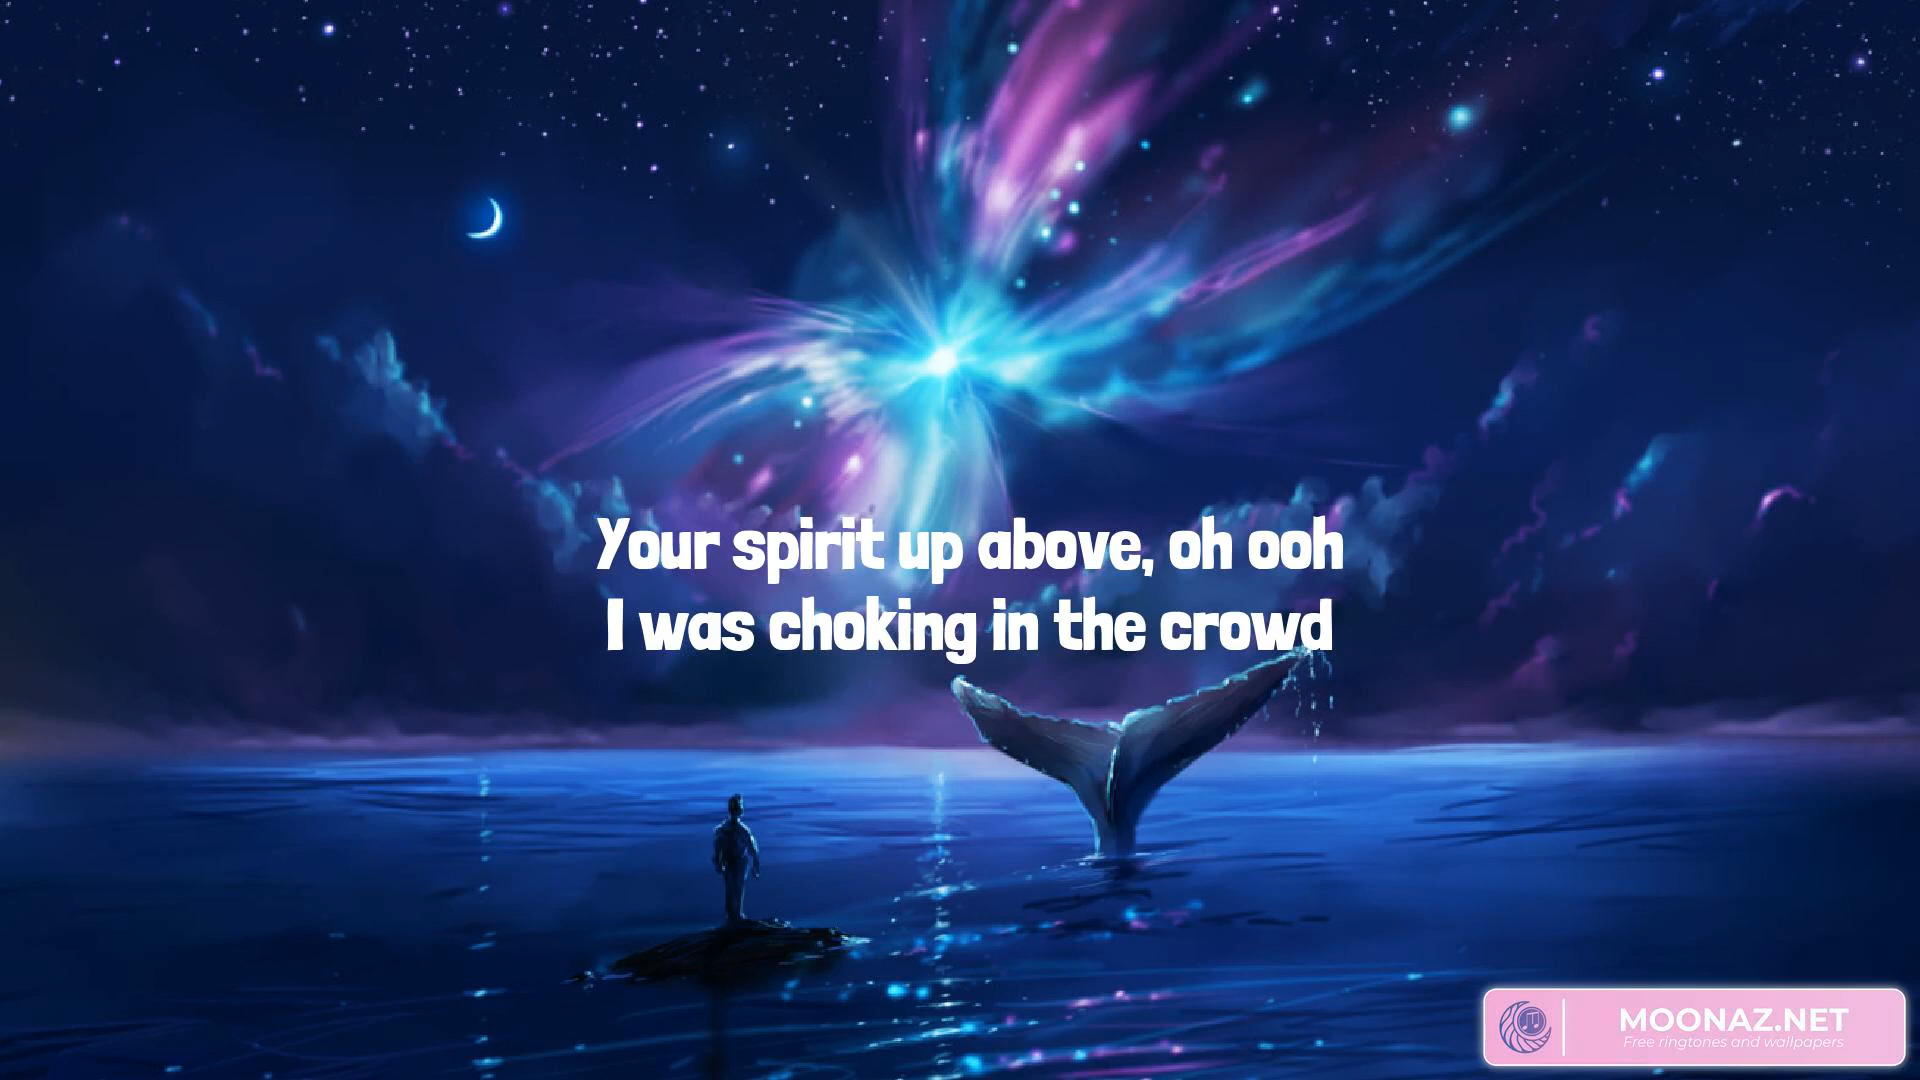 Your spirit up above, oh ooh
I was choking in the crowd
MOONAZ.NET
Free ringtones and wallpapers